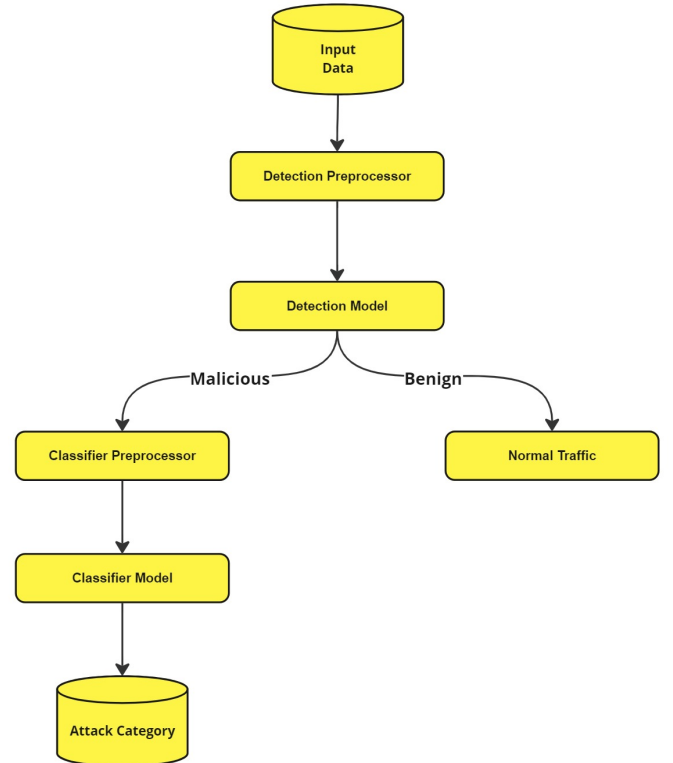 Input
Data
Detection Preprocessor
Detection Model
Malicious
Benign
Classifier Preprocessor
Normal Traffic
Classifier Model
Attack Category